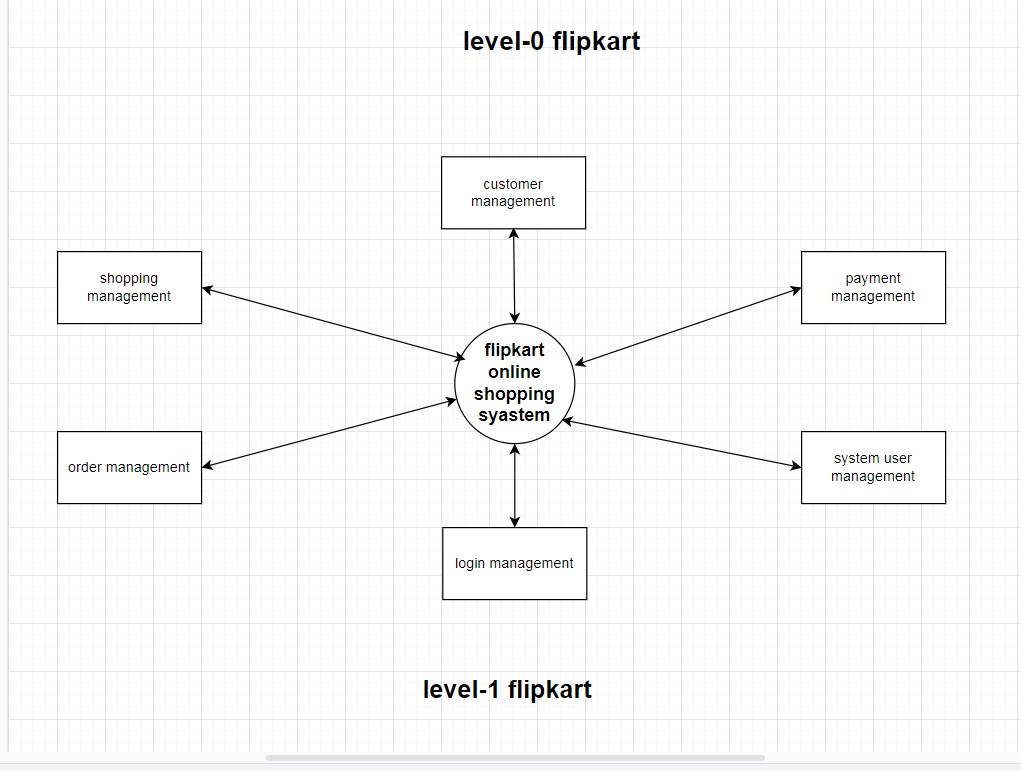 level-0 flipkart
customer
management
shopping
management
payment
management
flipkart
online
shopping
syastem
order management
system user
management
login management
level-1 flipkart